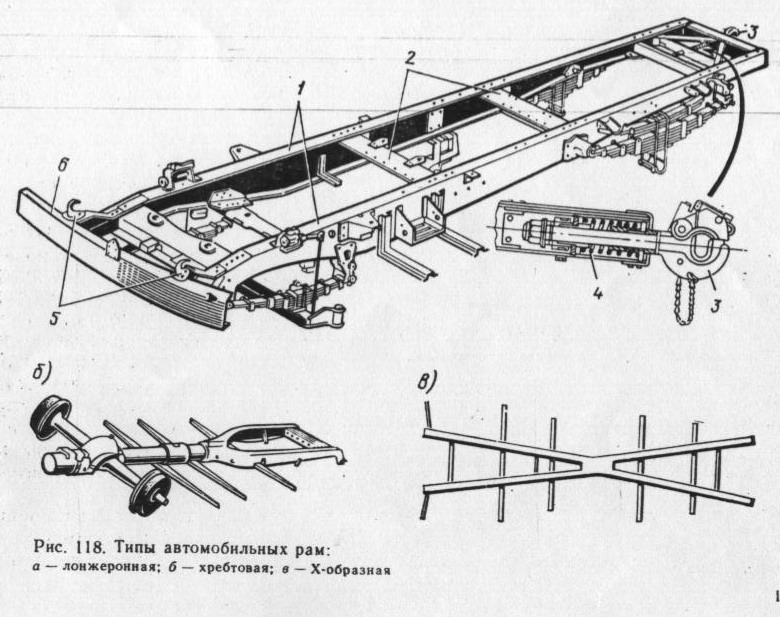 3
2
1
6
4
3
5
б)
в)
Рис. 118. Типы автомобильных рам:
а — лонжеронная; б — хребтовая; в — Х-образная